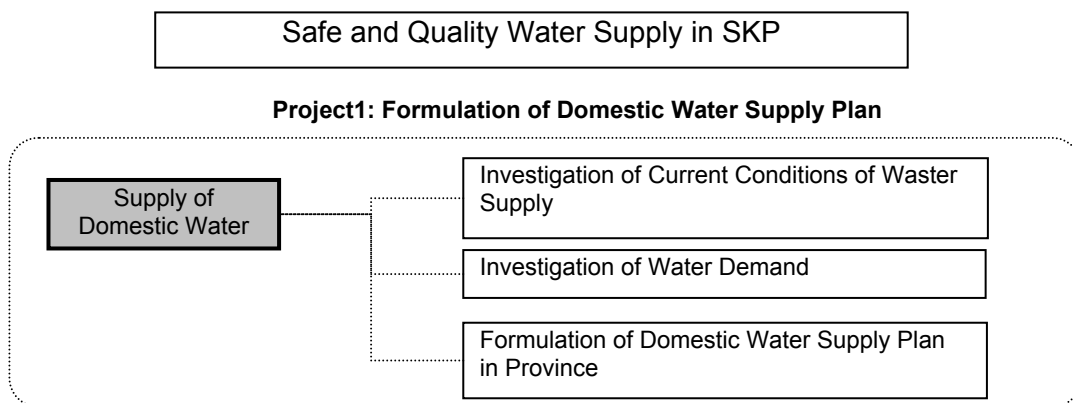 Safe and Quality Water Supply in SKP
Project1: Formulation of Domestic Water Supply Plan
Supply of
Domestic Water
Investigation of Current Conditions of Waster
Supply
Investigation of Water Demand
Formulation of Domestic Water Supply Plan
in Province